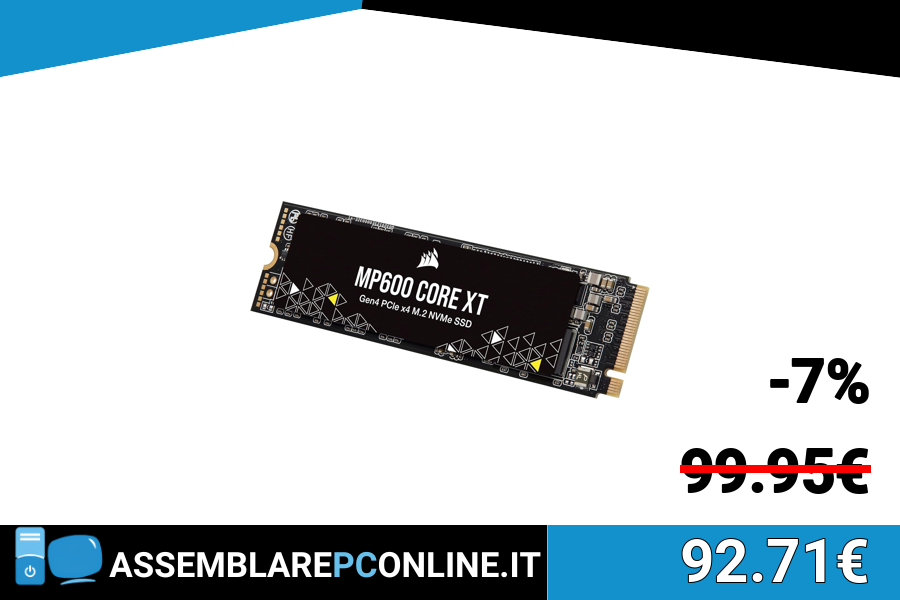 MP600 CORE XT
Gen4 PCIe x4 M.2 NVMe SSD
-7%
99.95€
ASSEMBLAREPCONLINE.IT
92.71€